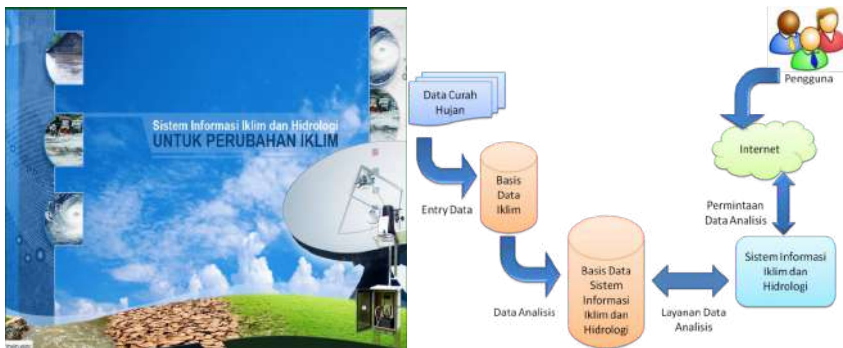 Sistem Informasi Iklim dan Hidrologi
UNTUK PERUBAHAN IKLIM
Data Curah
Hujan
Entry Data
Basis
Data
Iklim
Data Analisis
Basis Data
Sistem
Informasi
Iklim dan
Hidrologi
Layanan Data
Analisis
Sistem Informasi
Iklim dan
Hidrologi
Permintaan
Data Analisis
Internet
Pengguna